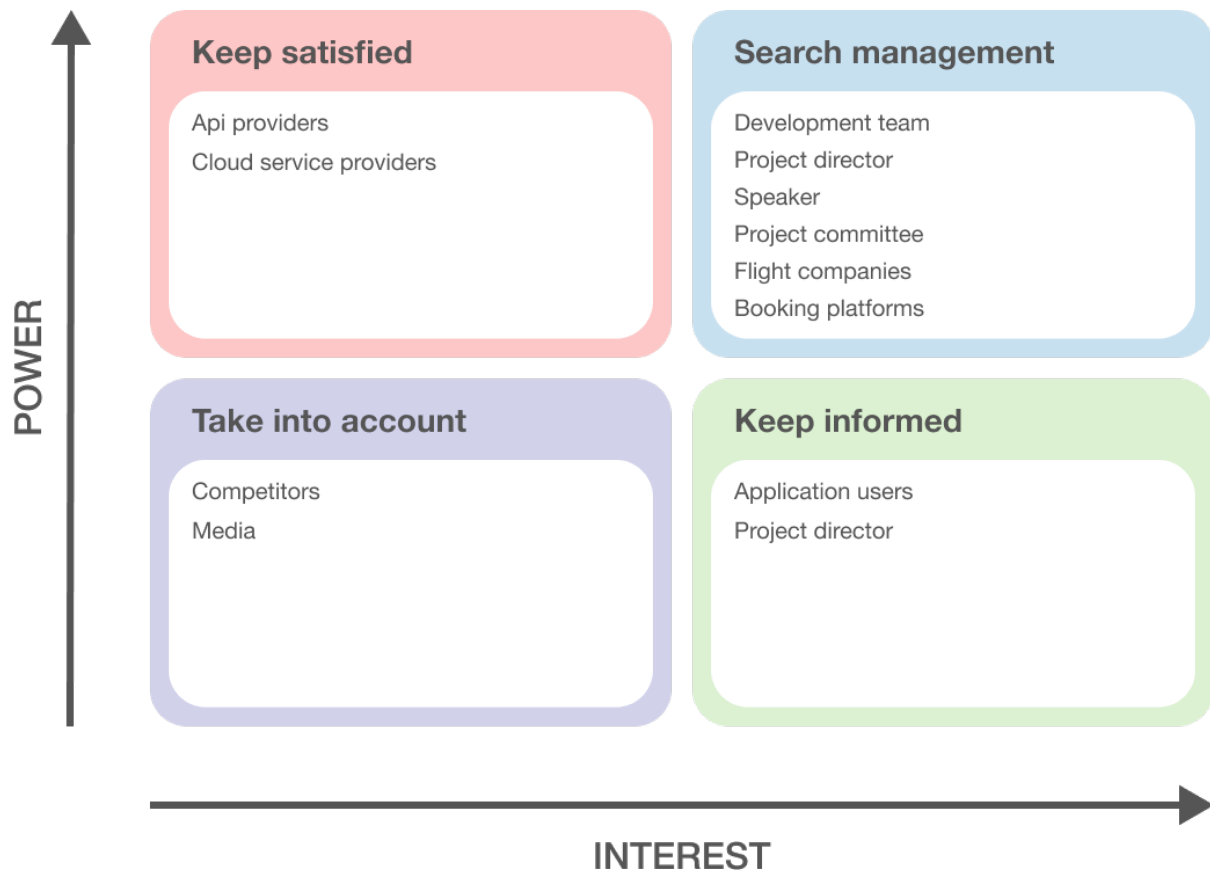 POWER
Keep satisfied
Api providers
Cloud service providers
Search management
Development team
Project director
Speaker
Project committee
Flight companies
Booking platforms
Take into account
Competitors
Media
Keep informed
Application users
Project director
INTEREST